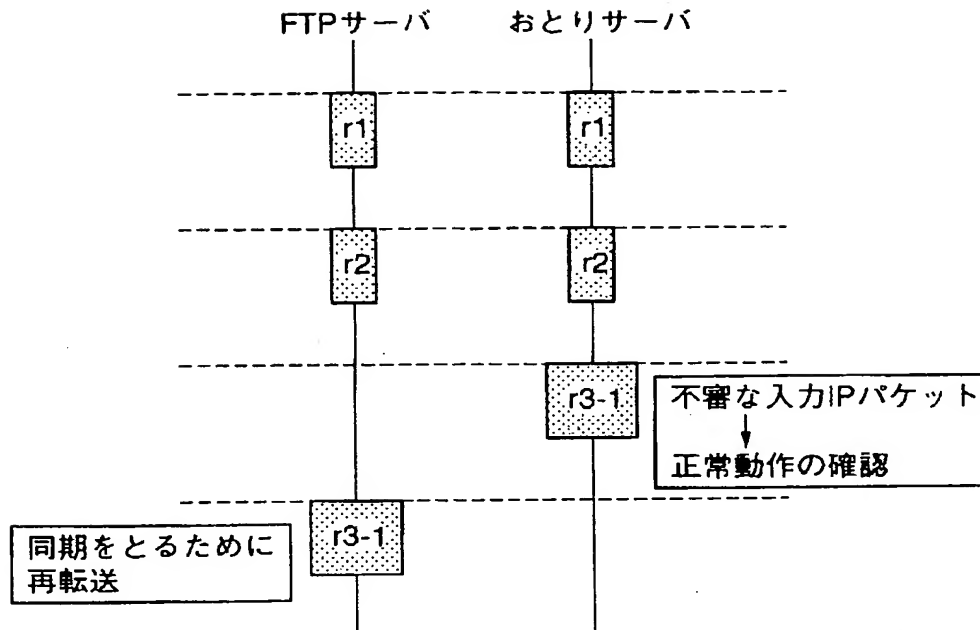 FTPサーバ
おとりサーバ
r1
r1
r2
r2
r3-1
不審な入力IPパケット
正常動作の確認
r3-1
同期をとるために
再転送